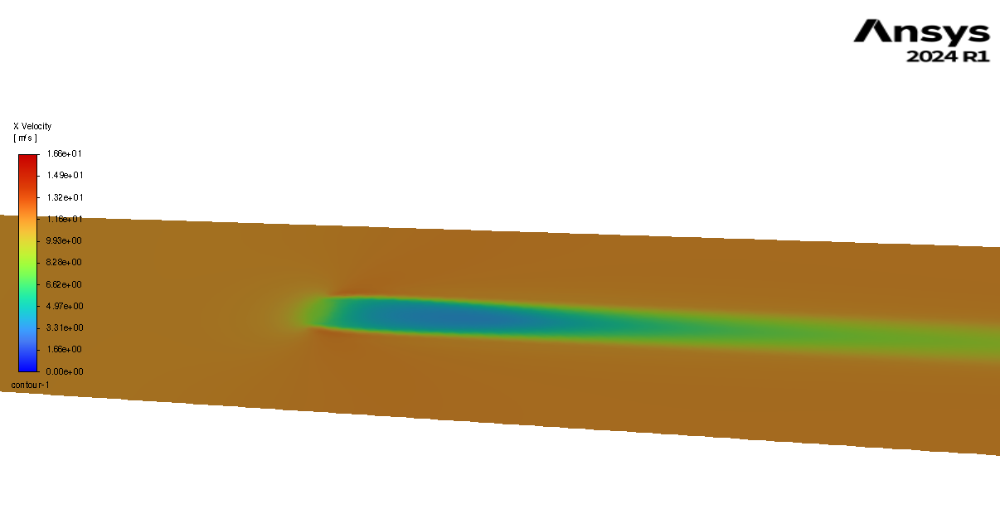 Ansys
2024 R1
X Velocity
[ m/s ]
1.66e+01
1.49e+01
1.32e+01
1.16e+01
9.93e+00
8.28e+00
6.62e+00
4.97e+00
3.31e+00
1.66e+00
0.00e+00
contour-1